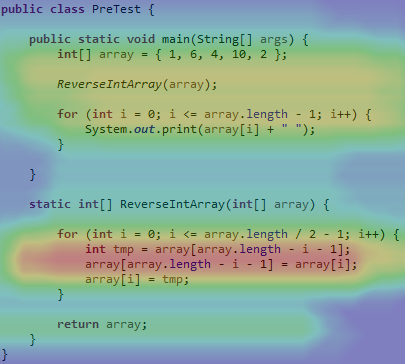 public class PreTest {
public static void main(String[] args) {
int[] array = { 1, 6, 4, 10, 2 };
ReverseIntArray(array);
for (int i = 0; i <= array.length - 1; i++) {
System.out.print(array[i] + " ");
}
}
static int[] ReverseIntArray(int[] array) {
for (int i = 0; i <= array.length / 2 - 1; i++) {
int tmp = array[array.length - i - 1];
array[array.length - i - 1] = array[i];
array[i] = tmp;
}
return array;
}
}